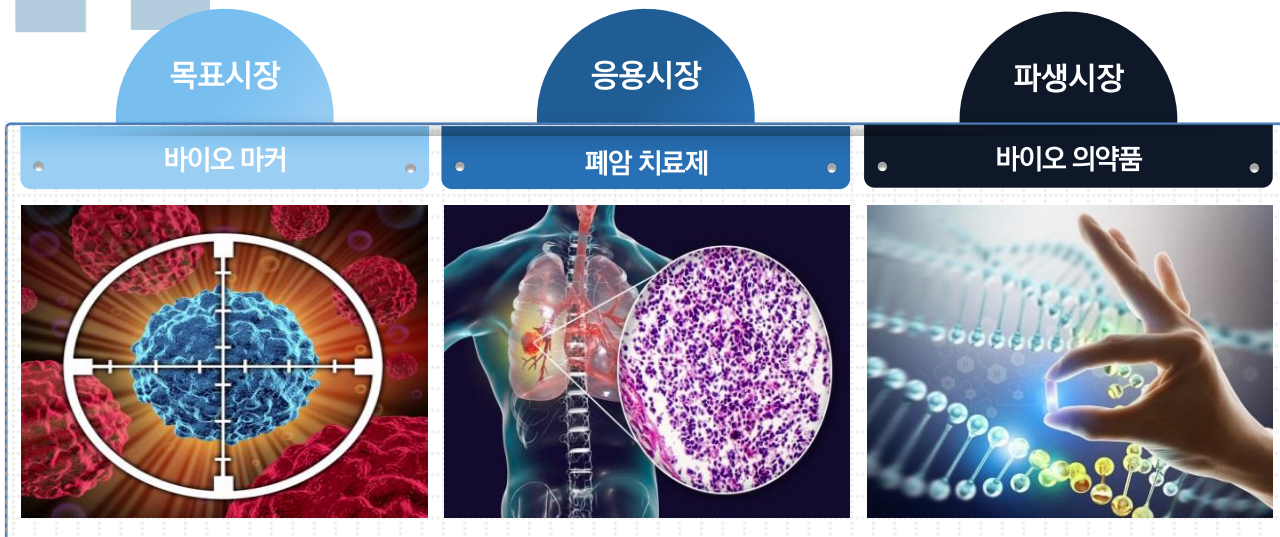 목표시장
응용시장
파생시장
바이오 마커
폐암 치료제
바이오 의약품